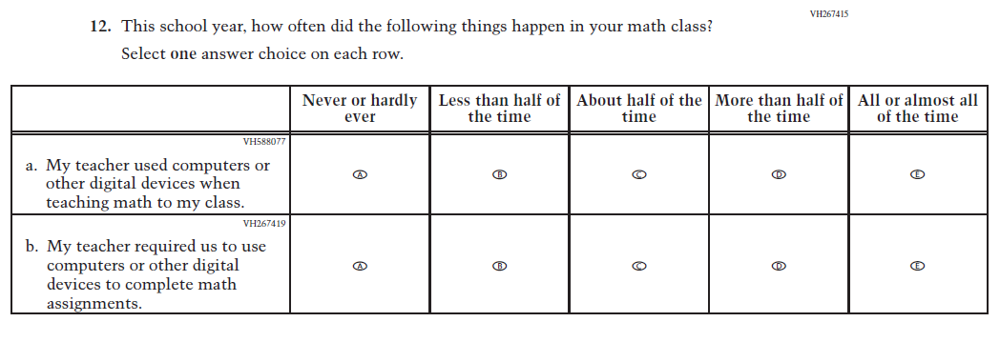 VH267415
12. This school year, how often did the following things happen in your math class?
Select one answer choice on each row.
Never or hardly ever
Less than half of the time
About half of the time
More than half of the time
All or almost all of the time
VH588077
a. My teacher used computers or
other digital devices when
teaching math to my class.
A B C D E
VH267419
b. My teacher required us to use
computers or other digital
devices to complete math
assignments.
A B C D E